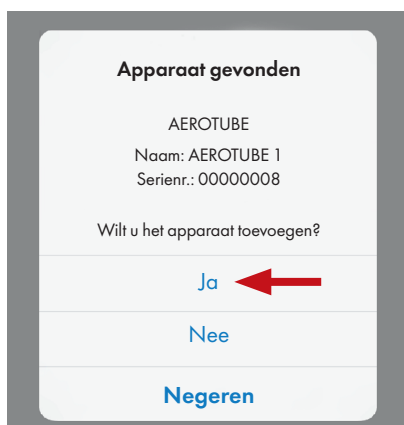 Apparaat gevonden
AEROTUBE
Naam: AEROTUBE 1
Serienr.: 00000008
Wilt u het apparaat toevoegen?
Ja
Nee
Negeren